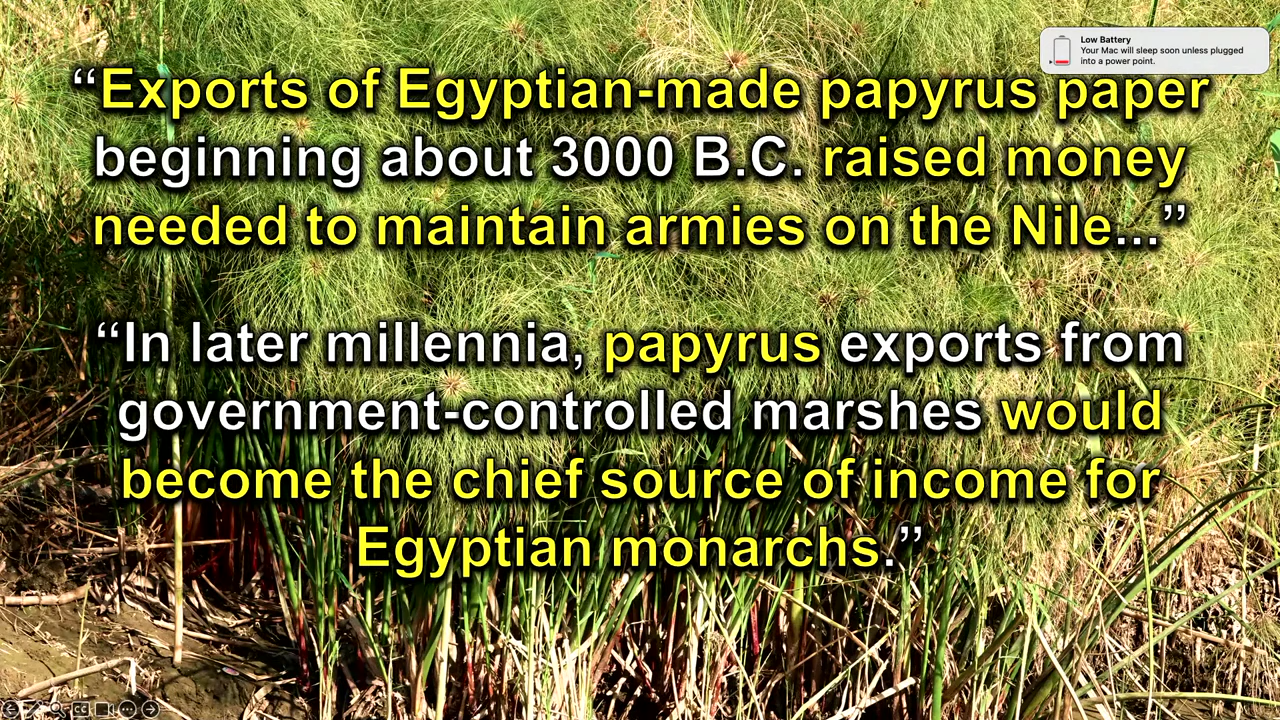 Low Battery
Your Mac will sleep soon unless plugged
into a power point.
“Exports of Egyptian-made papyrus paper
beginning about 3000 B.C. raised money
needed to maintain armies on the Nile...”
“In later millennia, papyrus exports from
government-controlled marshes would
become the chief source of income for
Egyptian monarchs.”
CC